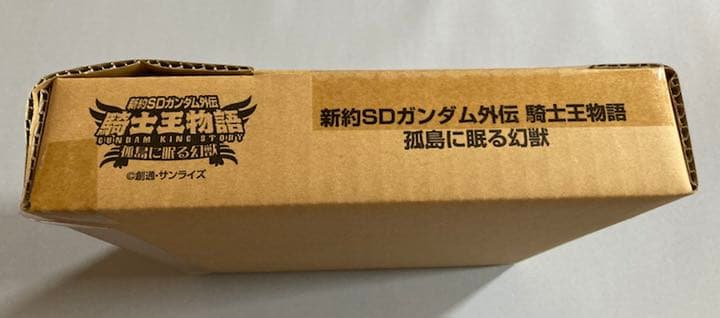 新約SDガンダム外伝
騎士王物語
GUNDAM KING STORY
孤島に眠る幻獣
©創通・サンライズ
新約SDガンダム外伝 騎士王物語
孤島に眠る幻獣